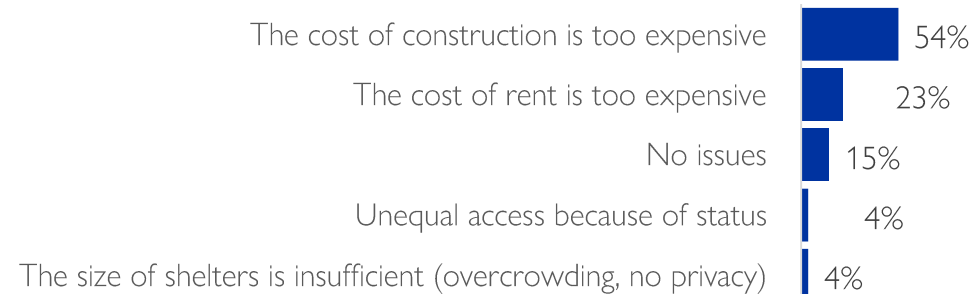 The cost of construction is too expensive 54%
The cost of rent is too expensive 23%
No issues 15%
Unequal access because of status 4%
The size of shelters is insufficient (overcrowding, no privacy) 4%